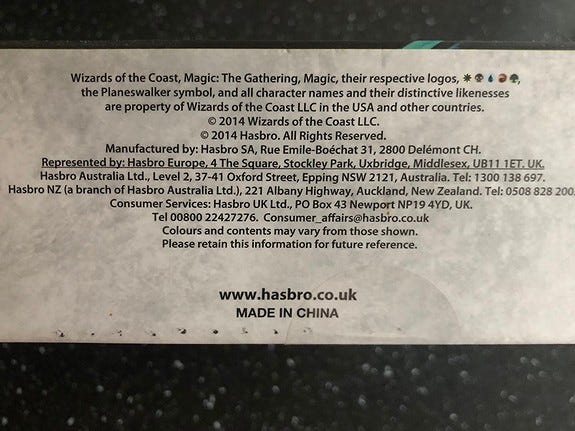 Wizards of the Coast, Magic: The Gathering, Magic, their respective logos,
the Planeswalker symbol, and all character names and their distinctive likenesses
are property of Wizards of the Coast LLC in the USA and other countries.
© 2014 Wizards of the Coast LLC.
© 2014 Hasbro. All Rights Reserved.
Manufactured by: Hasbro SA, Rue Emile-Boéchat 31, 2800 Delémont CH.
Represented by: Hasbro Europe, 4 The Square, Stockley Park, Uxbridge, Middlesex, UB11 1ET. UK.
Hasbro Australia Ltd., Level 2, 37-41 Oxford Street, Epping NSW 2121, Australia. Tel: 1300 138 697.
Hasbro NZ (a branch of Hasbro Australia Ltd.), 221 Albany Highway, Auckland, New Zealand. Tel: 0508 828 200.
Consumer Services: Hasbro UK Ltd., PO Box 43 Newport NP19 4YD, UK.
Tel 00800 22427276. Consumer_affairs@hasbro.co.uk
Colours and contents may vary from those shown.
Please retain this information for future reference.
www.hasbro.co.uk
MADE IN CHINA